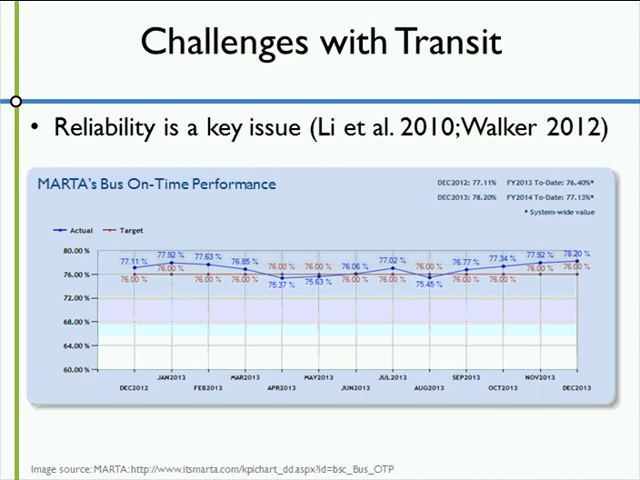 Challenges with Transit
• Reliability is a key issue (Li et al. 2010;Walker 2012)
MARTA's Bus On-Time Performance
DEC2012: 77.11% FY2013 To-Date: 76.40%*
DEC2013: 78.20% FY2014 To-Date: 77.13%*
* System-wide value
Actual Target
80.00 %
76.00 %
72.00 %
68.00 %
64.00 %
60.00 %
77.11 % 77.92 % 77.63 % 76.85 % 75.37 % 75.63 % 76.06 % 77.02 % 75.45 % 76.77 % 77.34 % 77.92 % 78.20 %
76.00 % 76.00 % 76.00 % 76.00 % 76.00 % 76.00 % 76.00 % 76.00 % 76.00 % 76.00 % 76.00 % 76.00 % 76.00 %
JAN2013 MAR2013 MAY2013 JUL2013 SEP2013 NOV2013
DEC2012 FEB2013 APR2013 JUN2013 AUG2013 OCT2013 DEC2013
Image source: MARTA: http://www.itsmarta.com/kpichart_dd.aspx?id=bsc_Bus_OTP